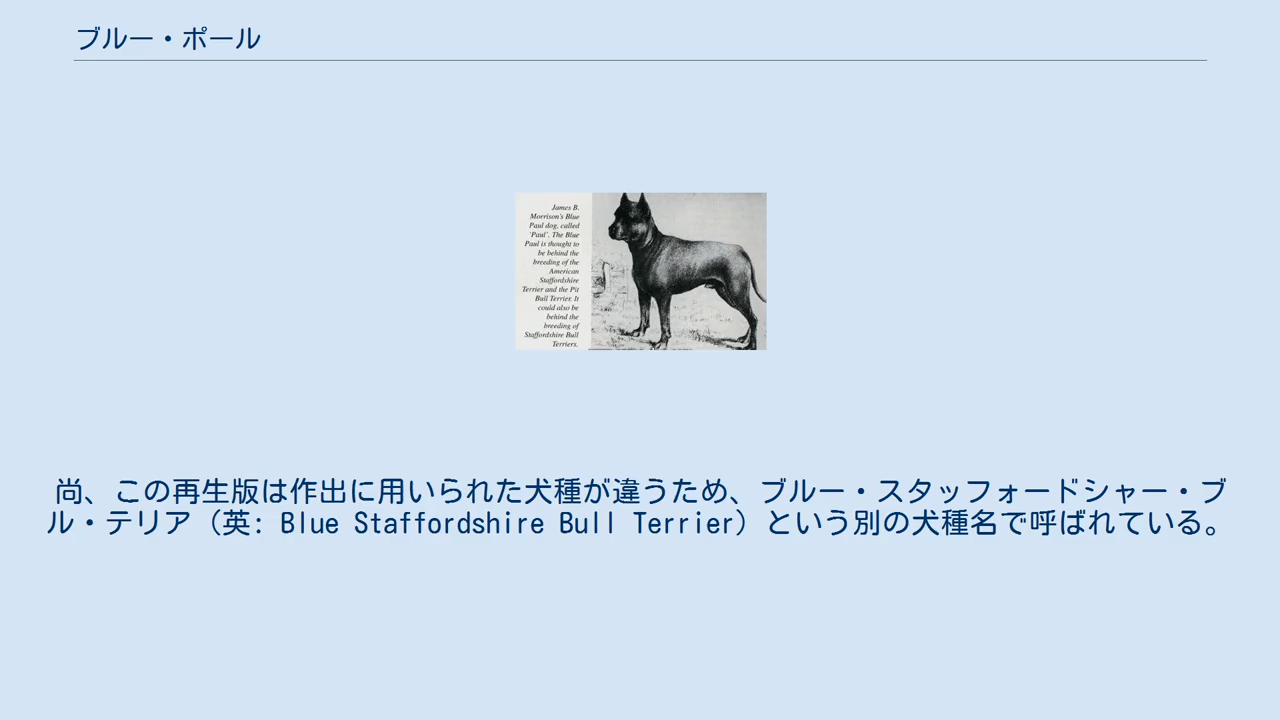 ブルー・ポール
James B.
Morrison's Blue
Paul dog, called
'Paul'. The Blue
Paul is thought to
be behind the
breeding of the
American
Staffordshire
Terrier and the Pit
Bull Terrier. It
could also be
behind the
breeding of
Staffordshire Bull
Terriers.
尚、この再生版は作出に用いられた犬種が違うため、ブルー・スタッフォードシャー・ブ
ル・テリア（英: Blue Staffordshire Bull Terrier）という別の犬種名で呼ばれている。